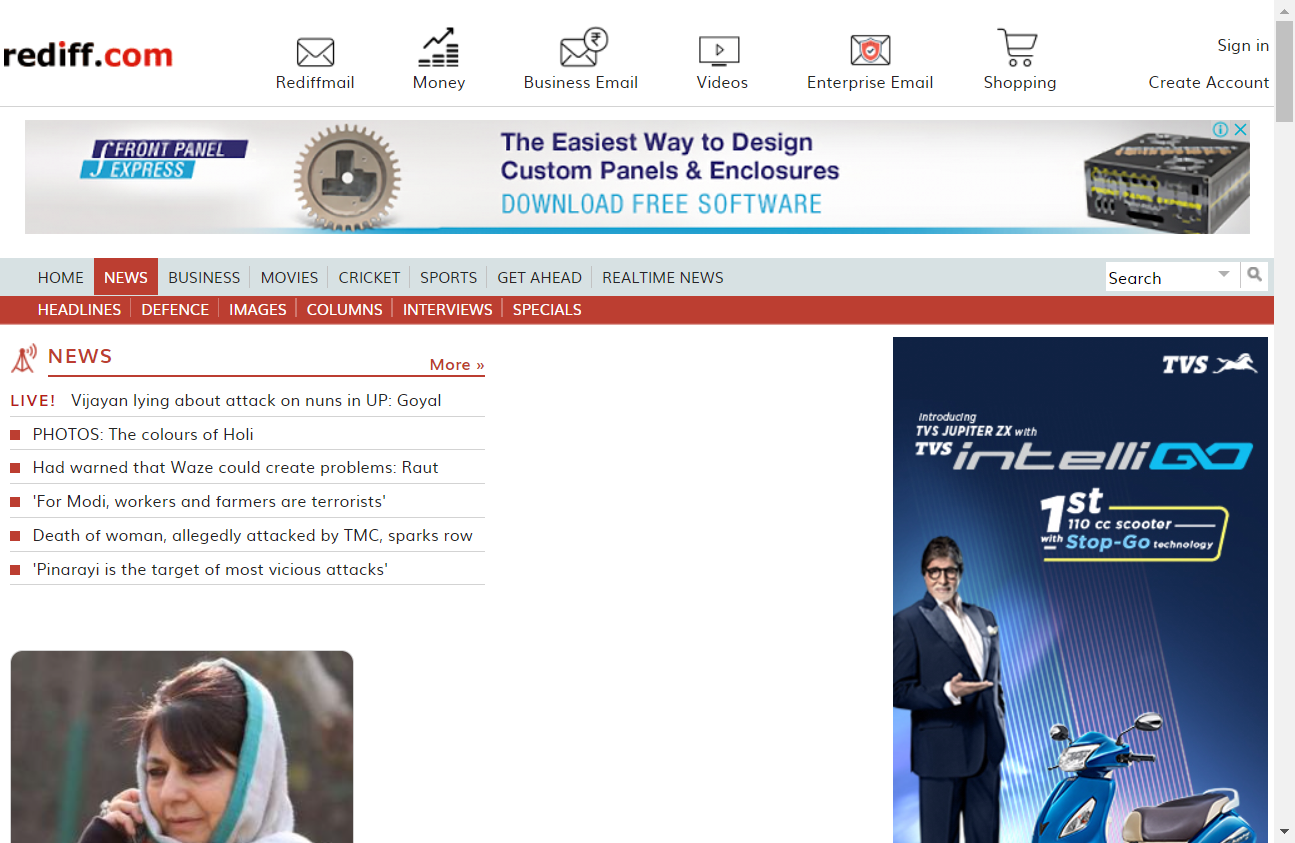 rediff.com
Rediffmail
Money
Business Email
Videos
Enterprise Email
Shopping
Sign in
Create Account
FRONT PANEL
EXPRESS
The Easiest Way to Design
Custom Panels & Enclosures
DOWNLOAD FREE SOFTWARE
HOME NEWS BUSINESS MOVIES CRICKET SPORTS GET AHEAD REALTIME NEWS
Search
HEADLINES DEFENCE IMAGES COLUMNS INTERVIEWS SPECIALS
NEWS
More »
LIVE! Vijayan lying about attack on nuns in UP: Goyal
PHOTOS: The colours of Holi
Had warned that Waze could create problems: Raut
'For Modi, workers and farmers are terrorists'
Death of woman, allegedly attacked by TMC, sparks row
'Pinarayi is the target of most vicious attacks'
TVS
Introducing
TVS JUPITER ZX with
TVS intelliGO
1st
110 cc scooter
with Stop-Go technology